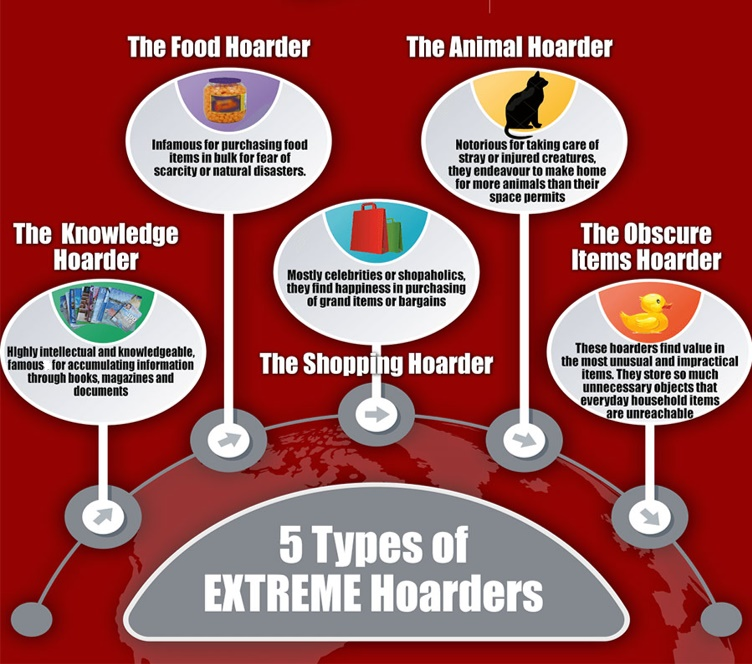 The Food Hoarder
Infamous for purchasing food
items in bulk for fear of
scarcity or natural disasters.
The Animal Hoarder
Notorious for taking care of
stray or injured creatures,
they endeavour to make home
for more animals than their
space permits
The Knowledge
Hoarder
Highly intellectual and knowledgeable,
famous for accumulating information
through books, magazines and
documents
Mostly celebrities or shopaholics,
they find happiness in purchasing
of grand items or bargains
The Shopping Hoarder
The Obscure
Items Hoarder
These hoarders find value in
the most unusual and impractical
items. They store so much
unnecessary objects that
everyday household items
are unreachable
5 Types of
EXTREME Hoarders